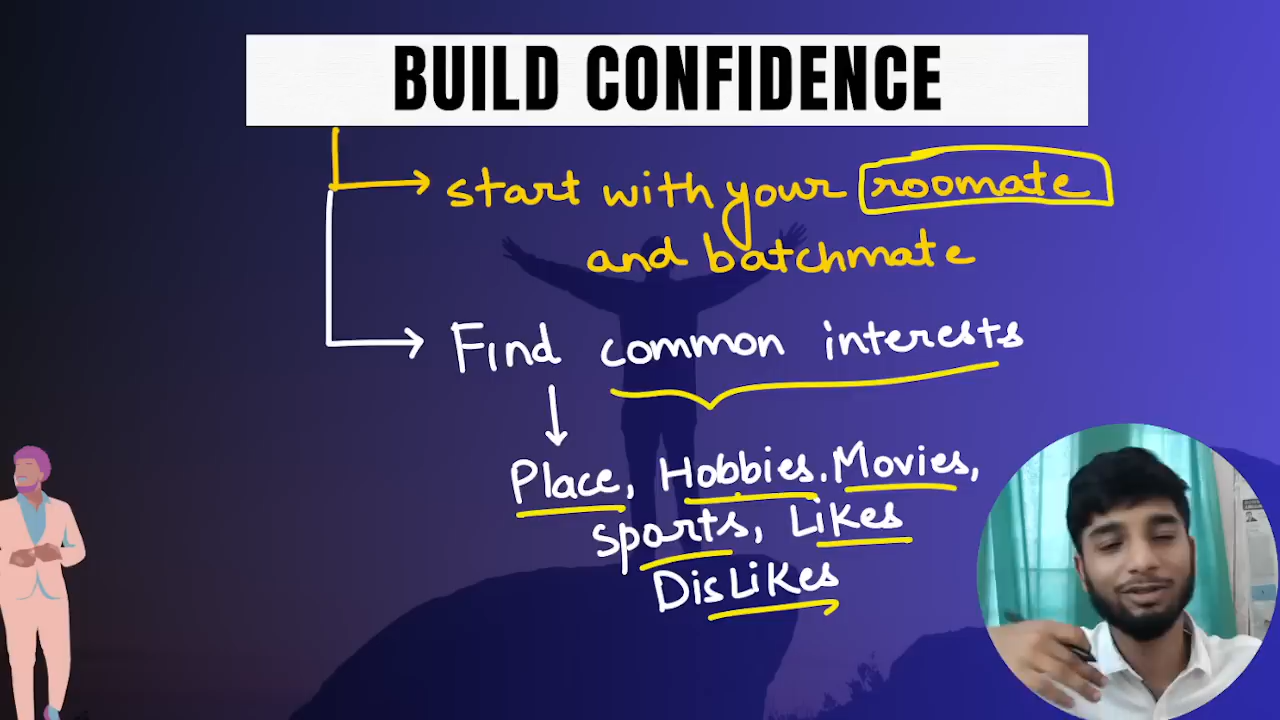 BUILD CONFIDENCE
start with your roomate
and batchmate
Find common interests
Place, Hobbies, Movies,
sports, Likes
DisLikes